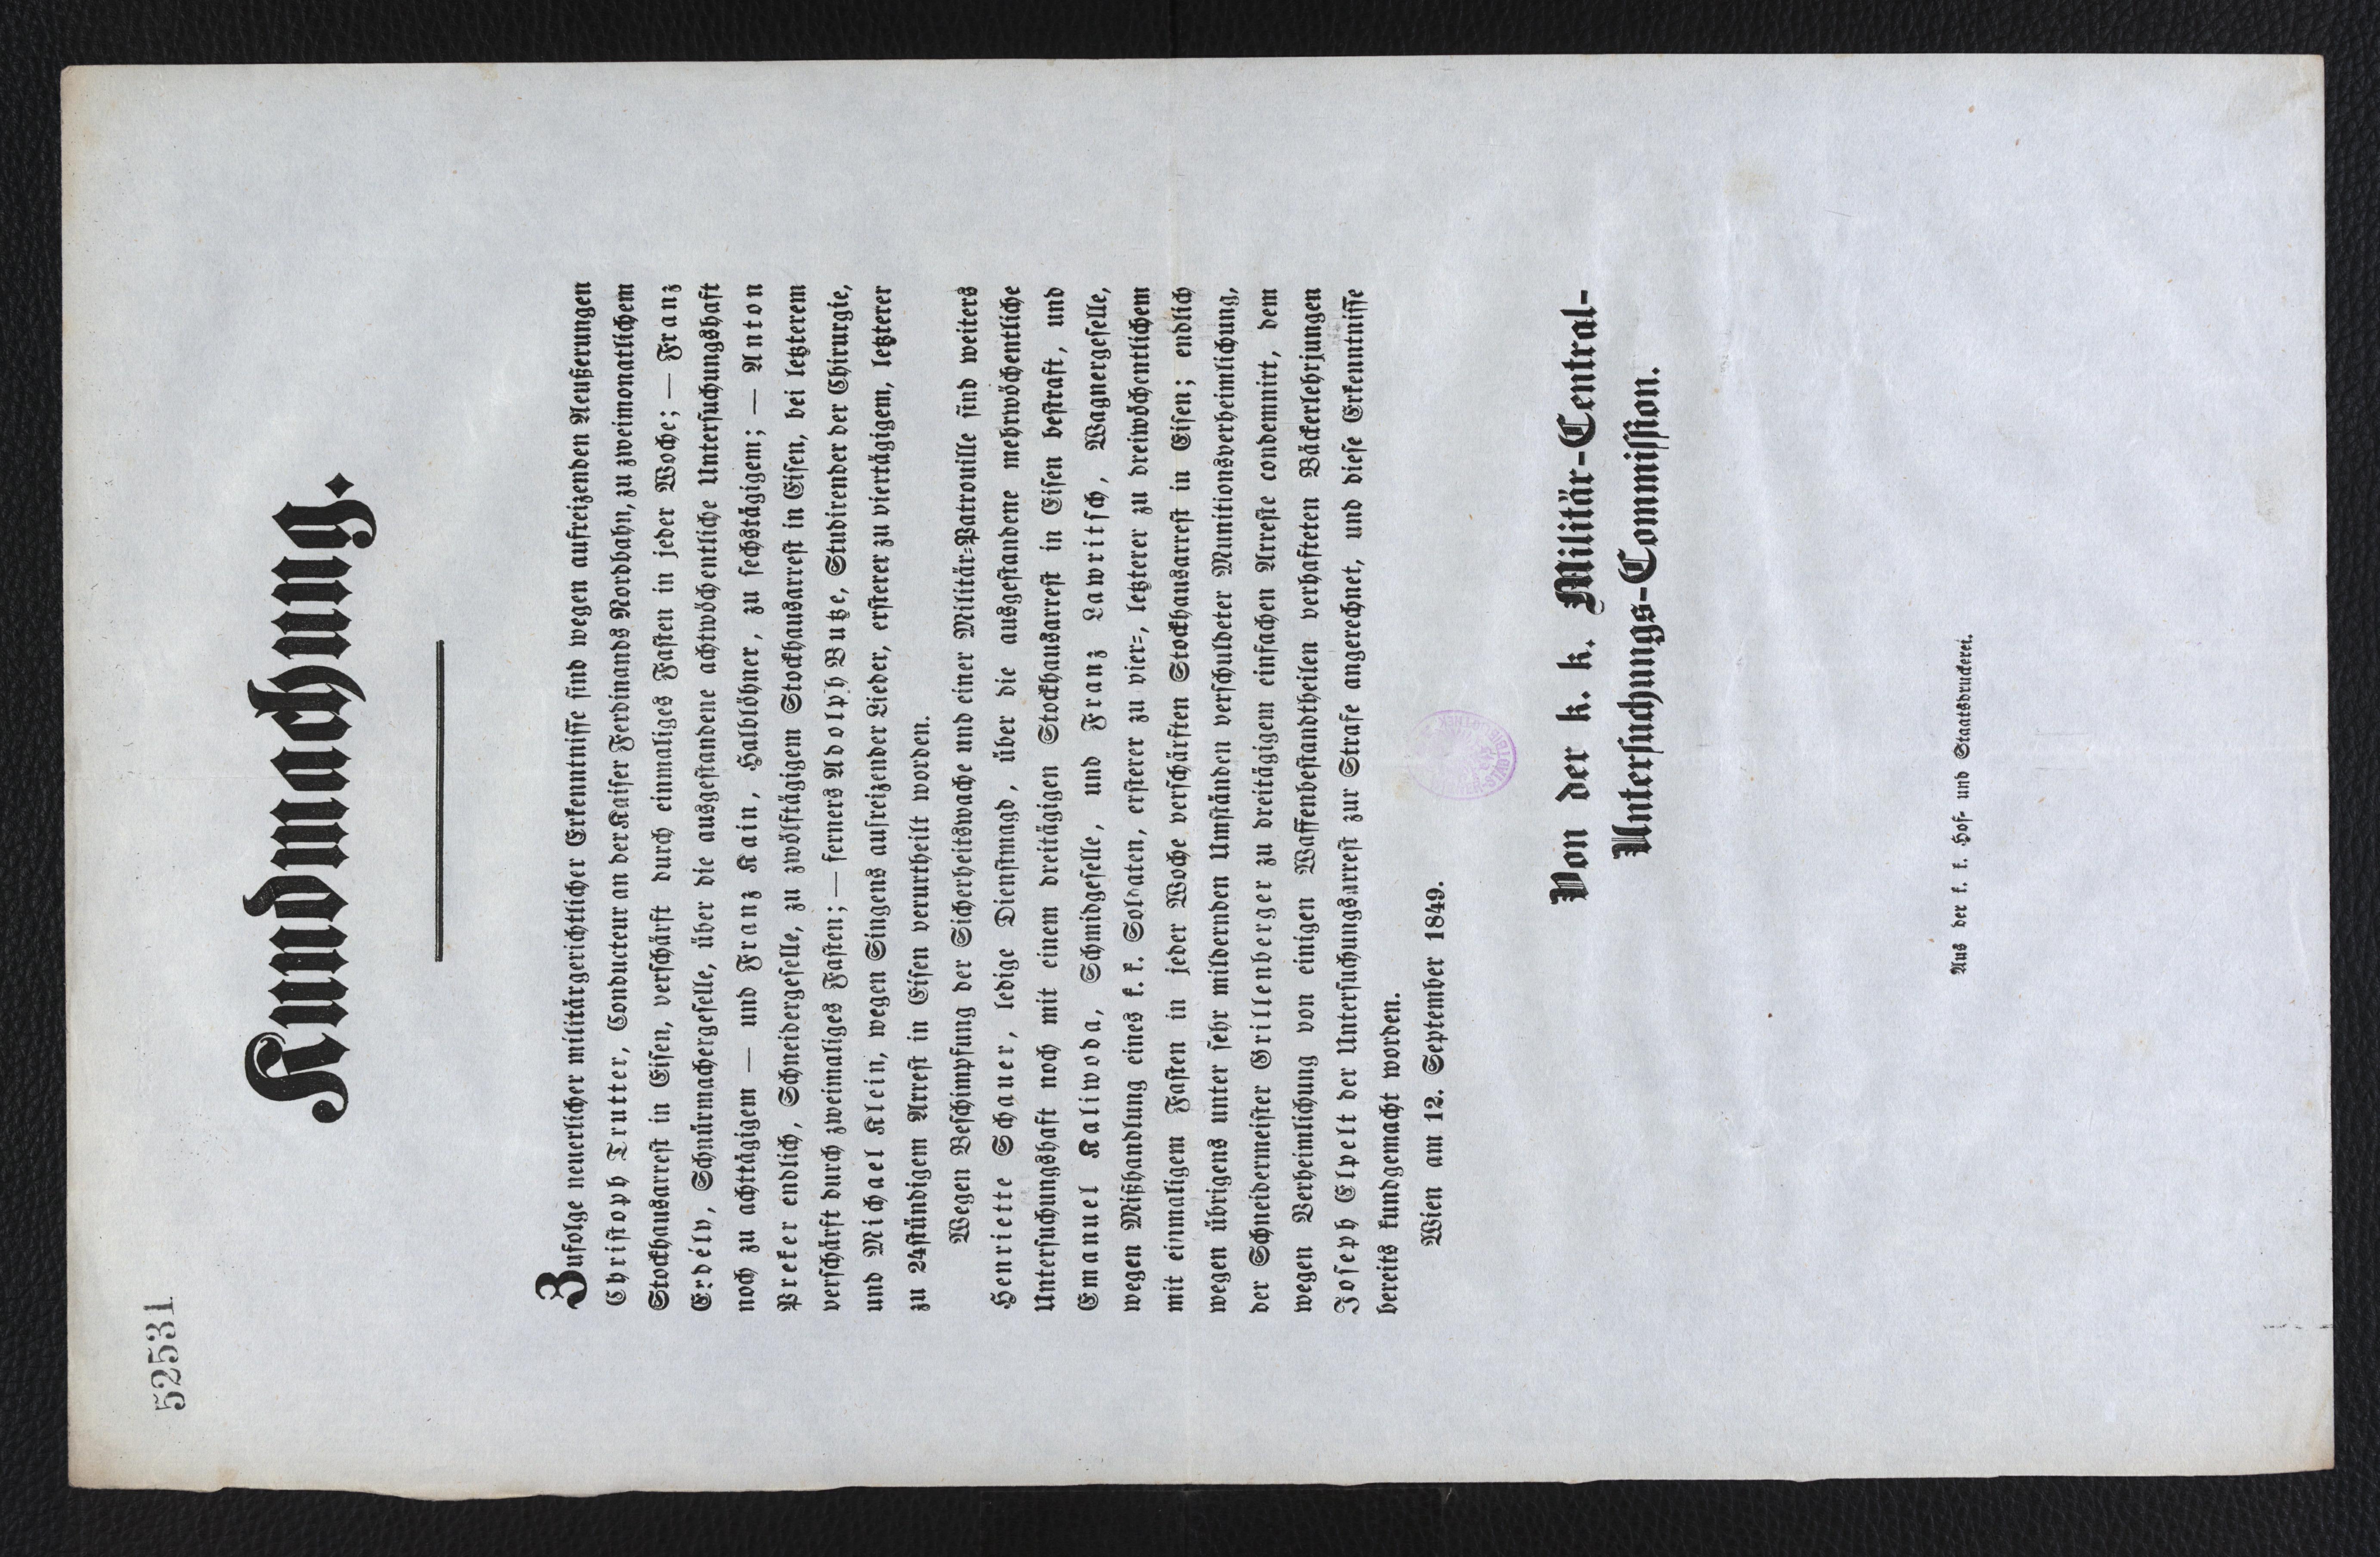 52531
Kundmachung.
Zufolge neuerlicher militärgerichtlicher Erkenntnisse sind wegen aufreizenden Aeußerungen
Christoph Trutter, Conducteur an der Kaiser Ferdinands Nordbahn, zu zweimonatlichem
Stockhausarrest in Eisen, verschärft durch einmaliges Fasten in jeder Woche; — Franz
Erdély, Schnürmachergeselle, über die ausgestandene achtwöchentliche Untersuchungshaft
noch zu achttägigem — und Franz Kain, Halblöhner, zu sechstägigem; — Anton
Preker endlich, Schneidergeselle, zu zwölftägigem Stockhausarrest in Eisen, bei letzterem
verschärft durch zweimaliges Fasten; — ferners Adolph Butze, Studirender der Chirurgie,
und Michael Klein, wegen Singens aufreizender Lieder, ersterer zu viertägigem, letzterer
zu 24stündigem Arrest in Eisen verurtheilt worden.
Wegen Beschimpfung der Sicherheitswache und einer Militär-Patrouille sind weiters
Henriette Schauer, ledige Dienstmagd, über die ausgestandene mehrwöchentliche
Untersuchungshaft noch mit einem dreitägigen Stockhausarrest in Eisen bestraft, und
Emanuel Kaliwoda, Schmidgeselle, und Franz Lawritsch, Wagnergeselle,
wegen Mißhandlung eines k. k. Soldaten, ersterer zu vier-, letzterer zu dreiwöchentlichem
mit einmaligem Fasten in jeder Woche verschärften Stockhausarrest in Eisen; endlich
wegen übrigens unter sehr mildernden Umständen verschuldeter Munitionsverheimlichung,
der Schneidermeister Grillenberger zu dreitägigem einfachen Arreste condemnirt, dem
wegen Verheimlichung von einigen Waffenbestandtheilen verhafteten Bäckerlehrjungen
Joseph Elpelt der Untersuchungsarrest zur Strafe angerechnet, und diese Erkenntnisse
bereits kundgemacht worden.
Wien am 12. September 1849.
Von der k. k. Militär-Central-
Untersuchungs-Commission.
Aus der k. k. Hof- und Staatsdruckerei.